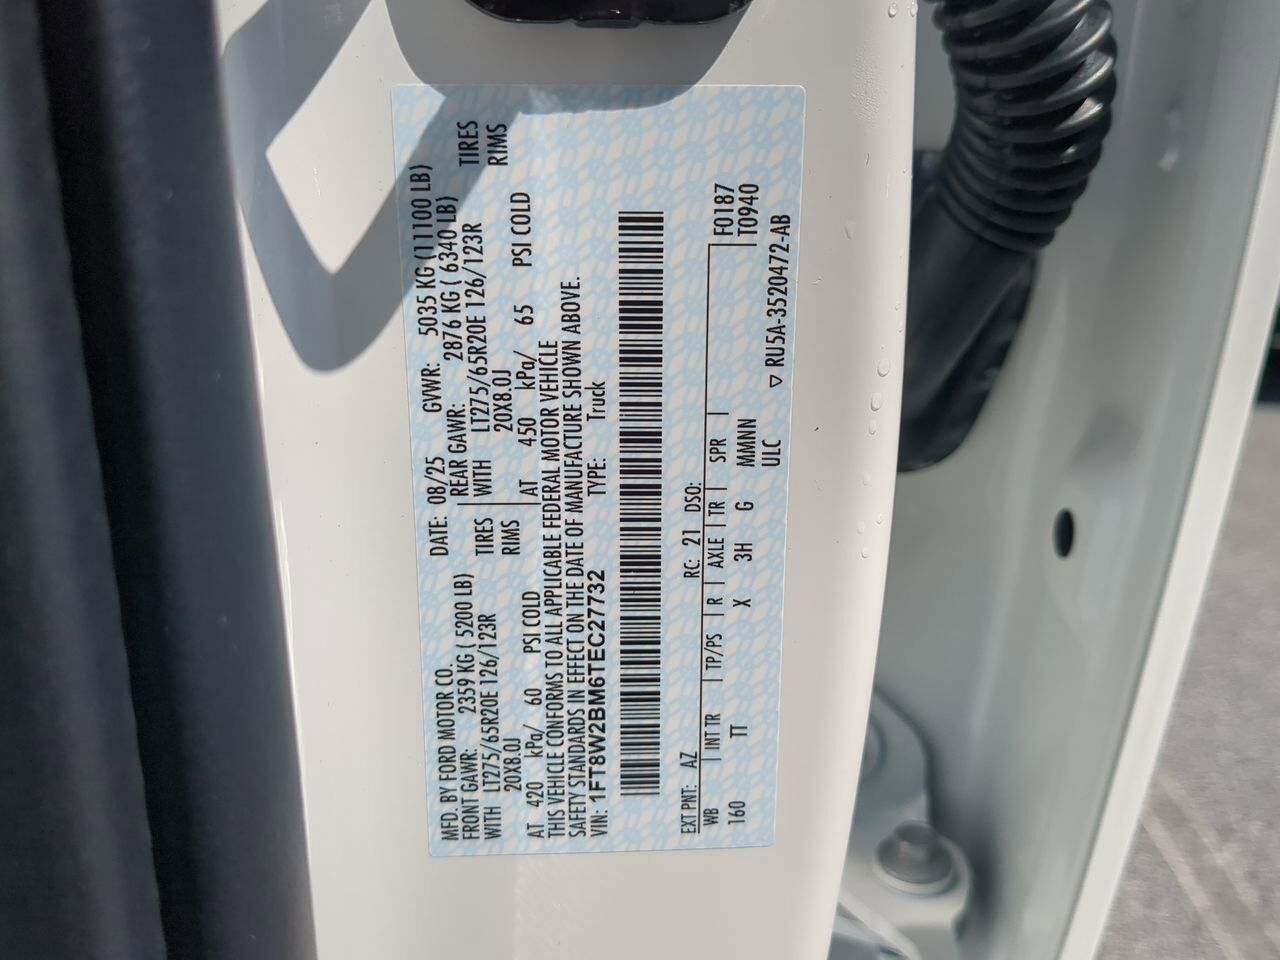 MFD. BY FORD MOTOR CO.
DATE: 08/25 GVWR: 5035 KG (11100 LB)
FRONT GAWR: 2359 KG ( 5200 LB)
REAR GAWR: 2876 KG ( 6340 LB)
WITH LT275/65R20E 126/123R TIRES
WITH LT275/65R20E 126/123R TIRES
20X8.0J RIMS
20X8.0J RIMS
AT 420 kPa/ 60 PSI COLD
AT 450 kPa/ 65 PSI COLD
THIS VEHICLE CONFORMS TO ALL APPLICABLE FEDERAL MOTOR VEHICLE
SAFETY STANDARDS IN EFFECT ON THE DATE OF MANUFACTURE SHOWN ABOVE.
VIN: 1FT8W2BM6TEC27732 TYPE: Truck
EXT PNT: AZ RC: 21 DSO: F0187
WB INT TR TP/PS R AXLE TR SPR T0940
160 TT X 3H G MMNN
ULC
▽ RU5A-3520472-AB